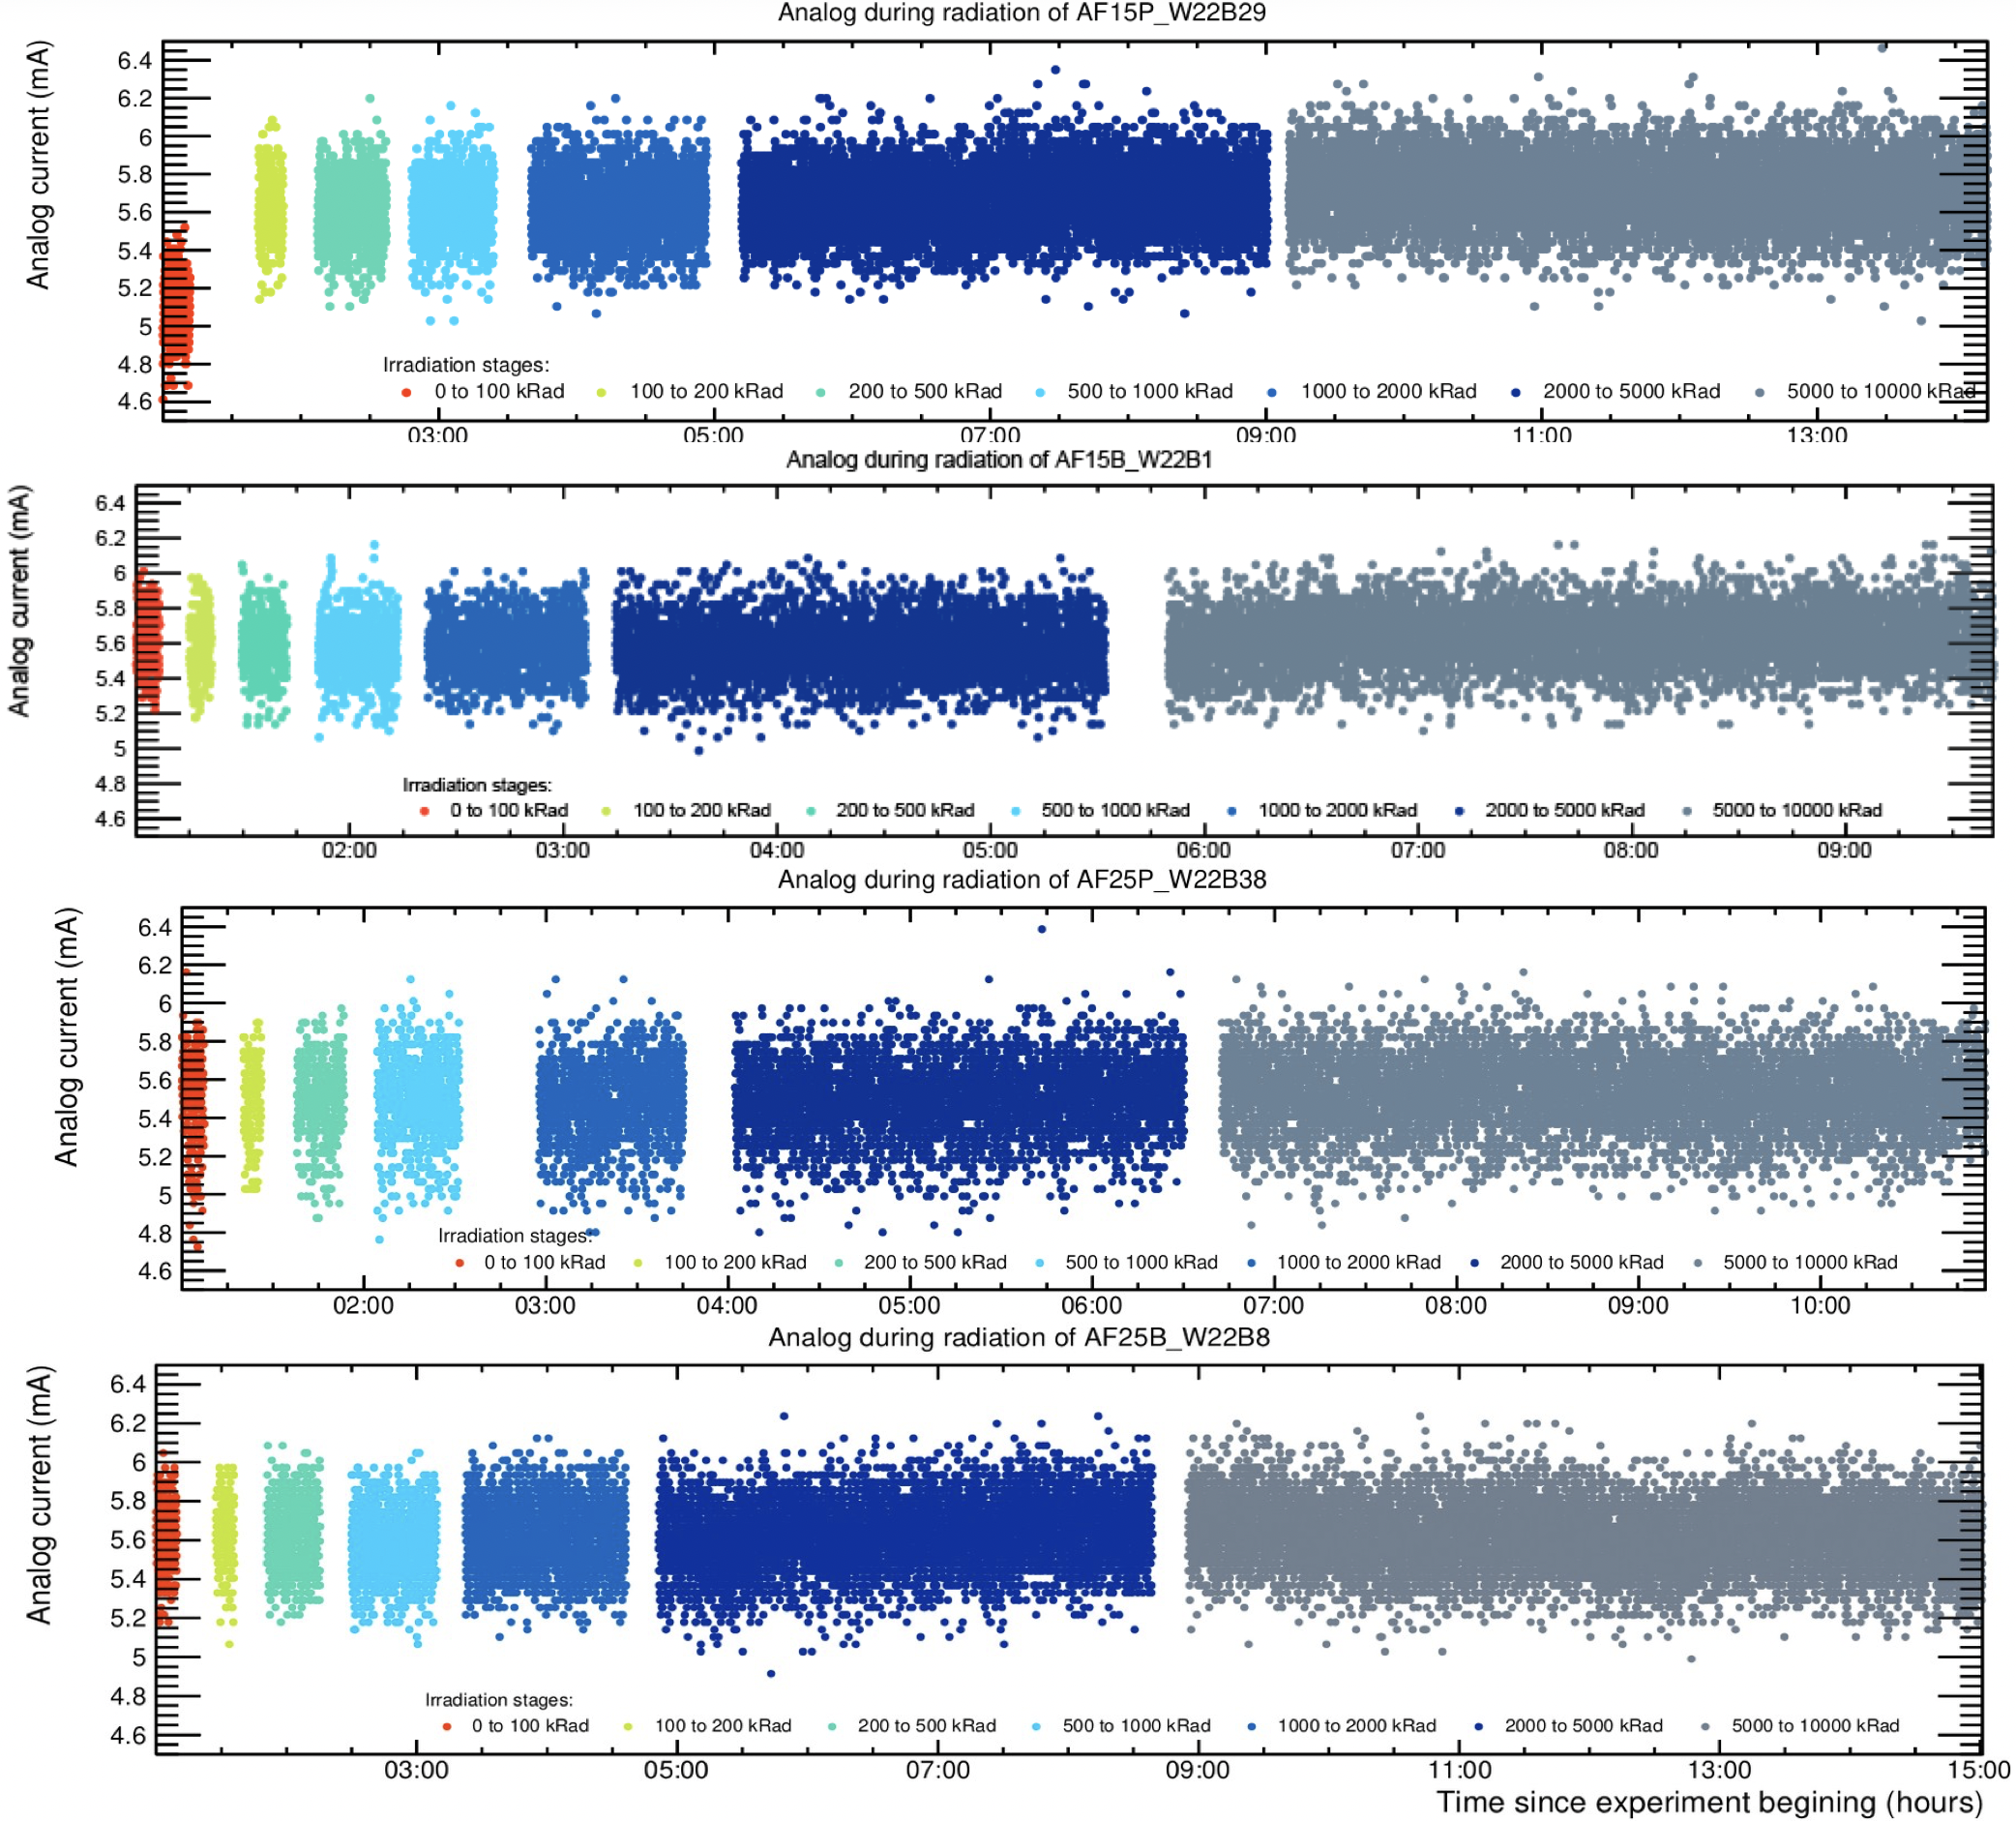 Analog during radiation of AF15P_W22B29
Analog current (mA)
6.4
6.2
6
5.8
5.6
5.4
5.2
5
4.8
4.6
Irradiation stages:
0 to 100 kRad 100 to 200 kRad 200 to 500 kRad 500 to 1000 kRad 1000 to 2000 kRad 2000 to 5000 kRad 5000 to 10000 kRad
03:00 05:00 07:00 09:00 11:00 13:00
Analog during radiation of AF15B_W22B1
Analog current (mA)
6.4
6.2
6
5.8
5.6
5.4
5.2
5
4.8
4.6
Irradiation stages:
0 to 100 kRad 100 to 200 kRad 200 to 500 kRad 500 to 1000 kRad 1000 to 2000 kRad 2000 to 5000 kRad 5000 to 10000 kRad
02:00 03:00 04:00 05:00 06:00 07:00 08:00 09:00
Analog during radiation of AF25P_W22B38
Analog current (mA)
6.4
6.2
6
5.8
5.6
5.4
5.2
5
4.8
4.6
Irradiation stages:
0 to 100 kRad 100 to 200 kRad 200 to 500 kRad 500 to 1000 kRad 1000 to 2000 kRad 2000 to 5000 kRad 5000 to 10000 kRad
02:00 03:00 04:00 05:00 06:00 07:00 08:00 09:00 10:00
Analog during radiation of AF25B_W22B8
Analog current (mA)
6.4
6.2
6
5.8
5.6
5.4
5.2
5
4.8
4.6
Irradiation stages:
0 to 100 kRad 100 to 200 kRad 200 to 500 kRad 500 to 1000 kRad 1000 to 2000 kRad 2000 to 5000 kRad 5000 to 10000 kRad
03:00 05:00 07:00 09:00 11:00 13:00 15:00
Time since experiment begining (hours)